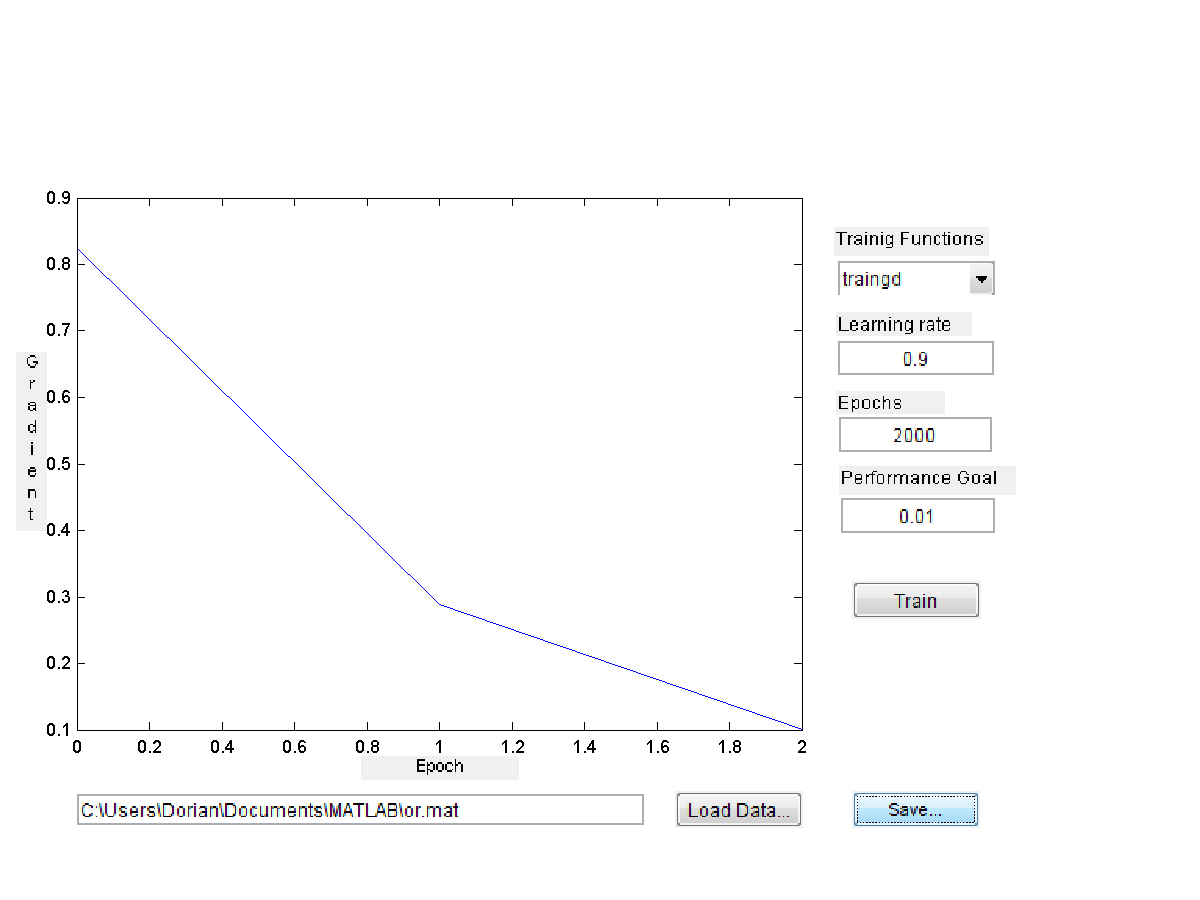 0.9
0.8
0.7
0.6
0.5
0.4
0.3
0.2
0.1
0 0.2 0.4 0.6 0.8 1 1.2 1.4 1.6 1.8 2
Gradient
Epoch
Trainig Functions
traingd
Learning rate
0.9
Epochs
2000
Performance Goal
0.01
Train
C:\Users\Dorian\Documents\MATLAB\or.mat
Load Data...
Save...